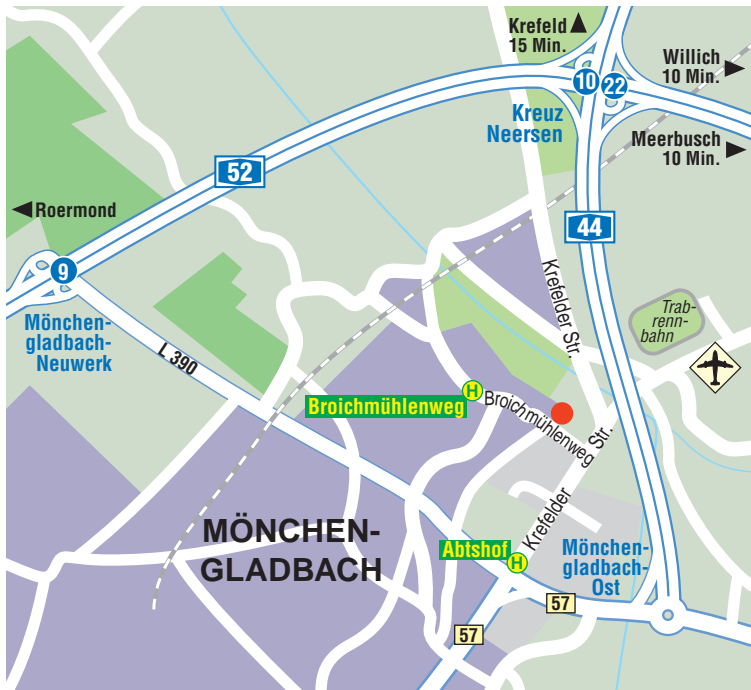 Krefeld
15 Min.
Willich
10 Min.
10
22
Kreuz
Neersen
Meerbusch
10 Min.
52
Roermond
44
9
Mönchen-
gladbach-
Neuwerk
L 390
Krefelder Str.
Trab-
renn-
bahn
H
Broichmühlenweg
Broichmühlenweg
Krefelder Str.
MÖNCHEN-
GLADBACH
Abtshof
H
Mönchen-
gladbach-
Ost
57
57